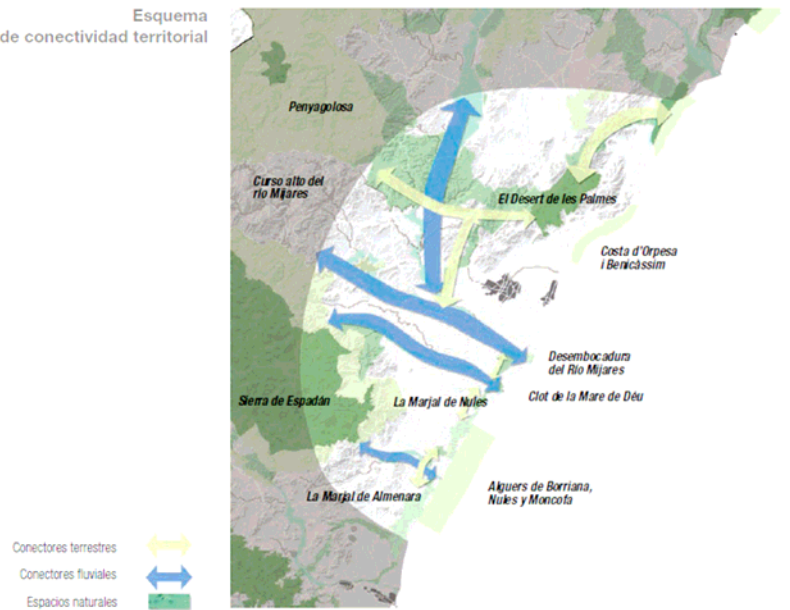 Esquema
de conectividad territorial
Penyagolosa
Curso alto del
río Mijares
El Desert de les Palmes
Costa d'Orpesa
i Benicàssim
Desembocadura
del Río Mijares
Clot de la Mare de Déu
Sierra de Espadán
La Marjal de Nules
La Marjal de Almenara
Alguers de Borriana,
Nules y Moncofa
Conectores terrestres
Conectores fluviales
Espacios naturales